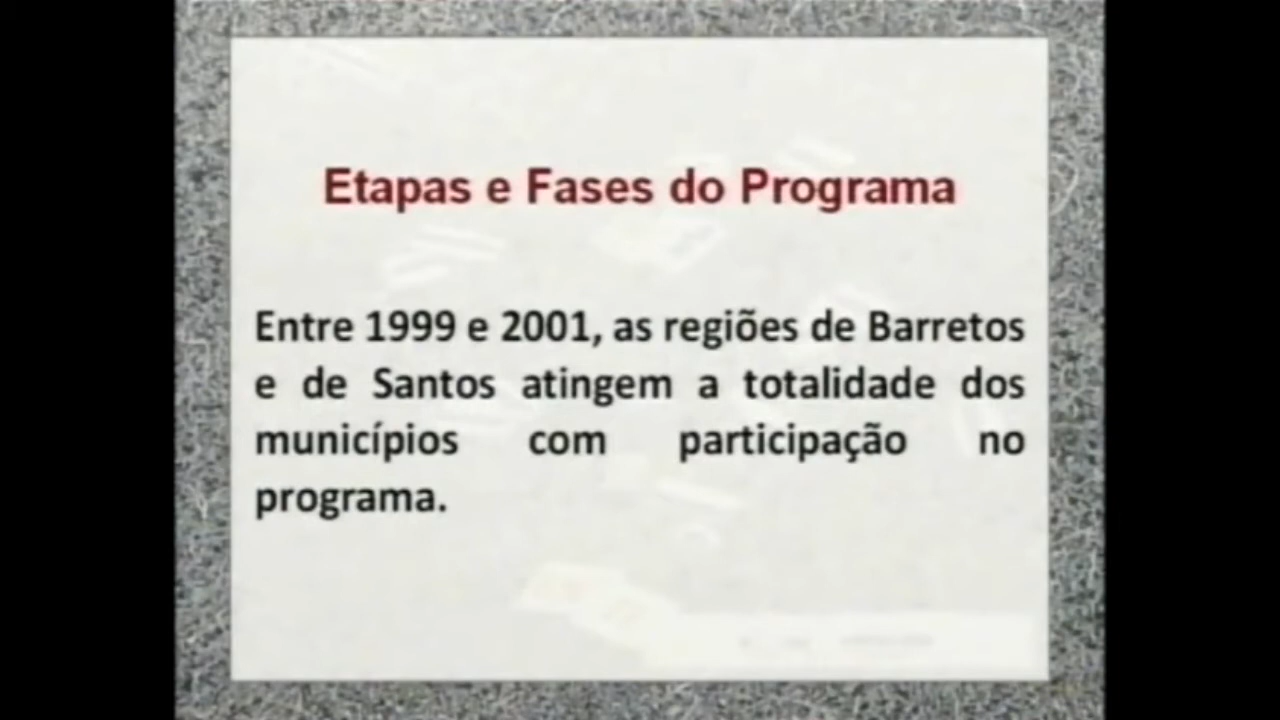 Etapas e Fases do Programa
Entre 1999 e 2001, as regiões de Barretos
e de Santos atingem a totalidade dos
municípios com participação no
programa.